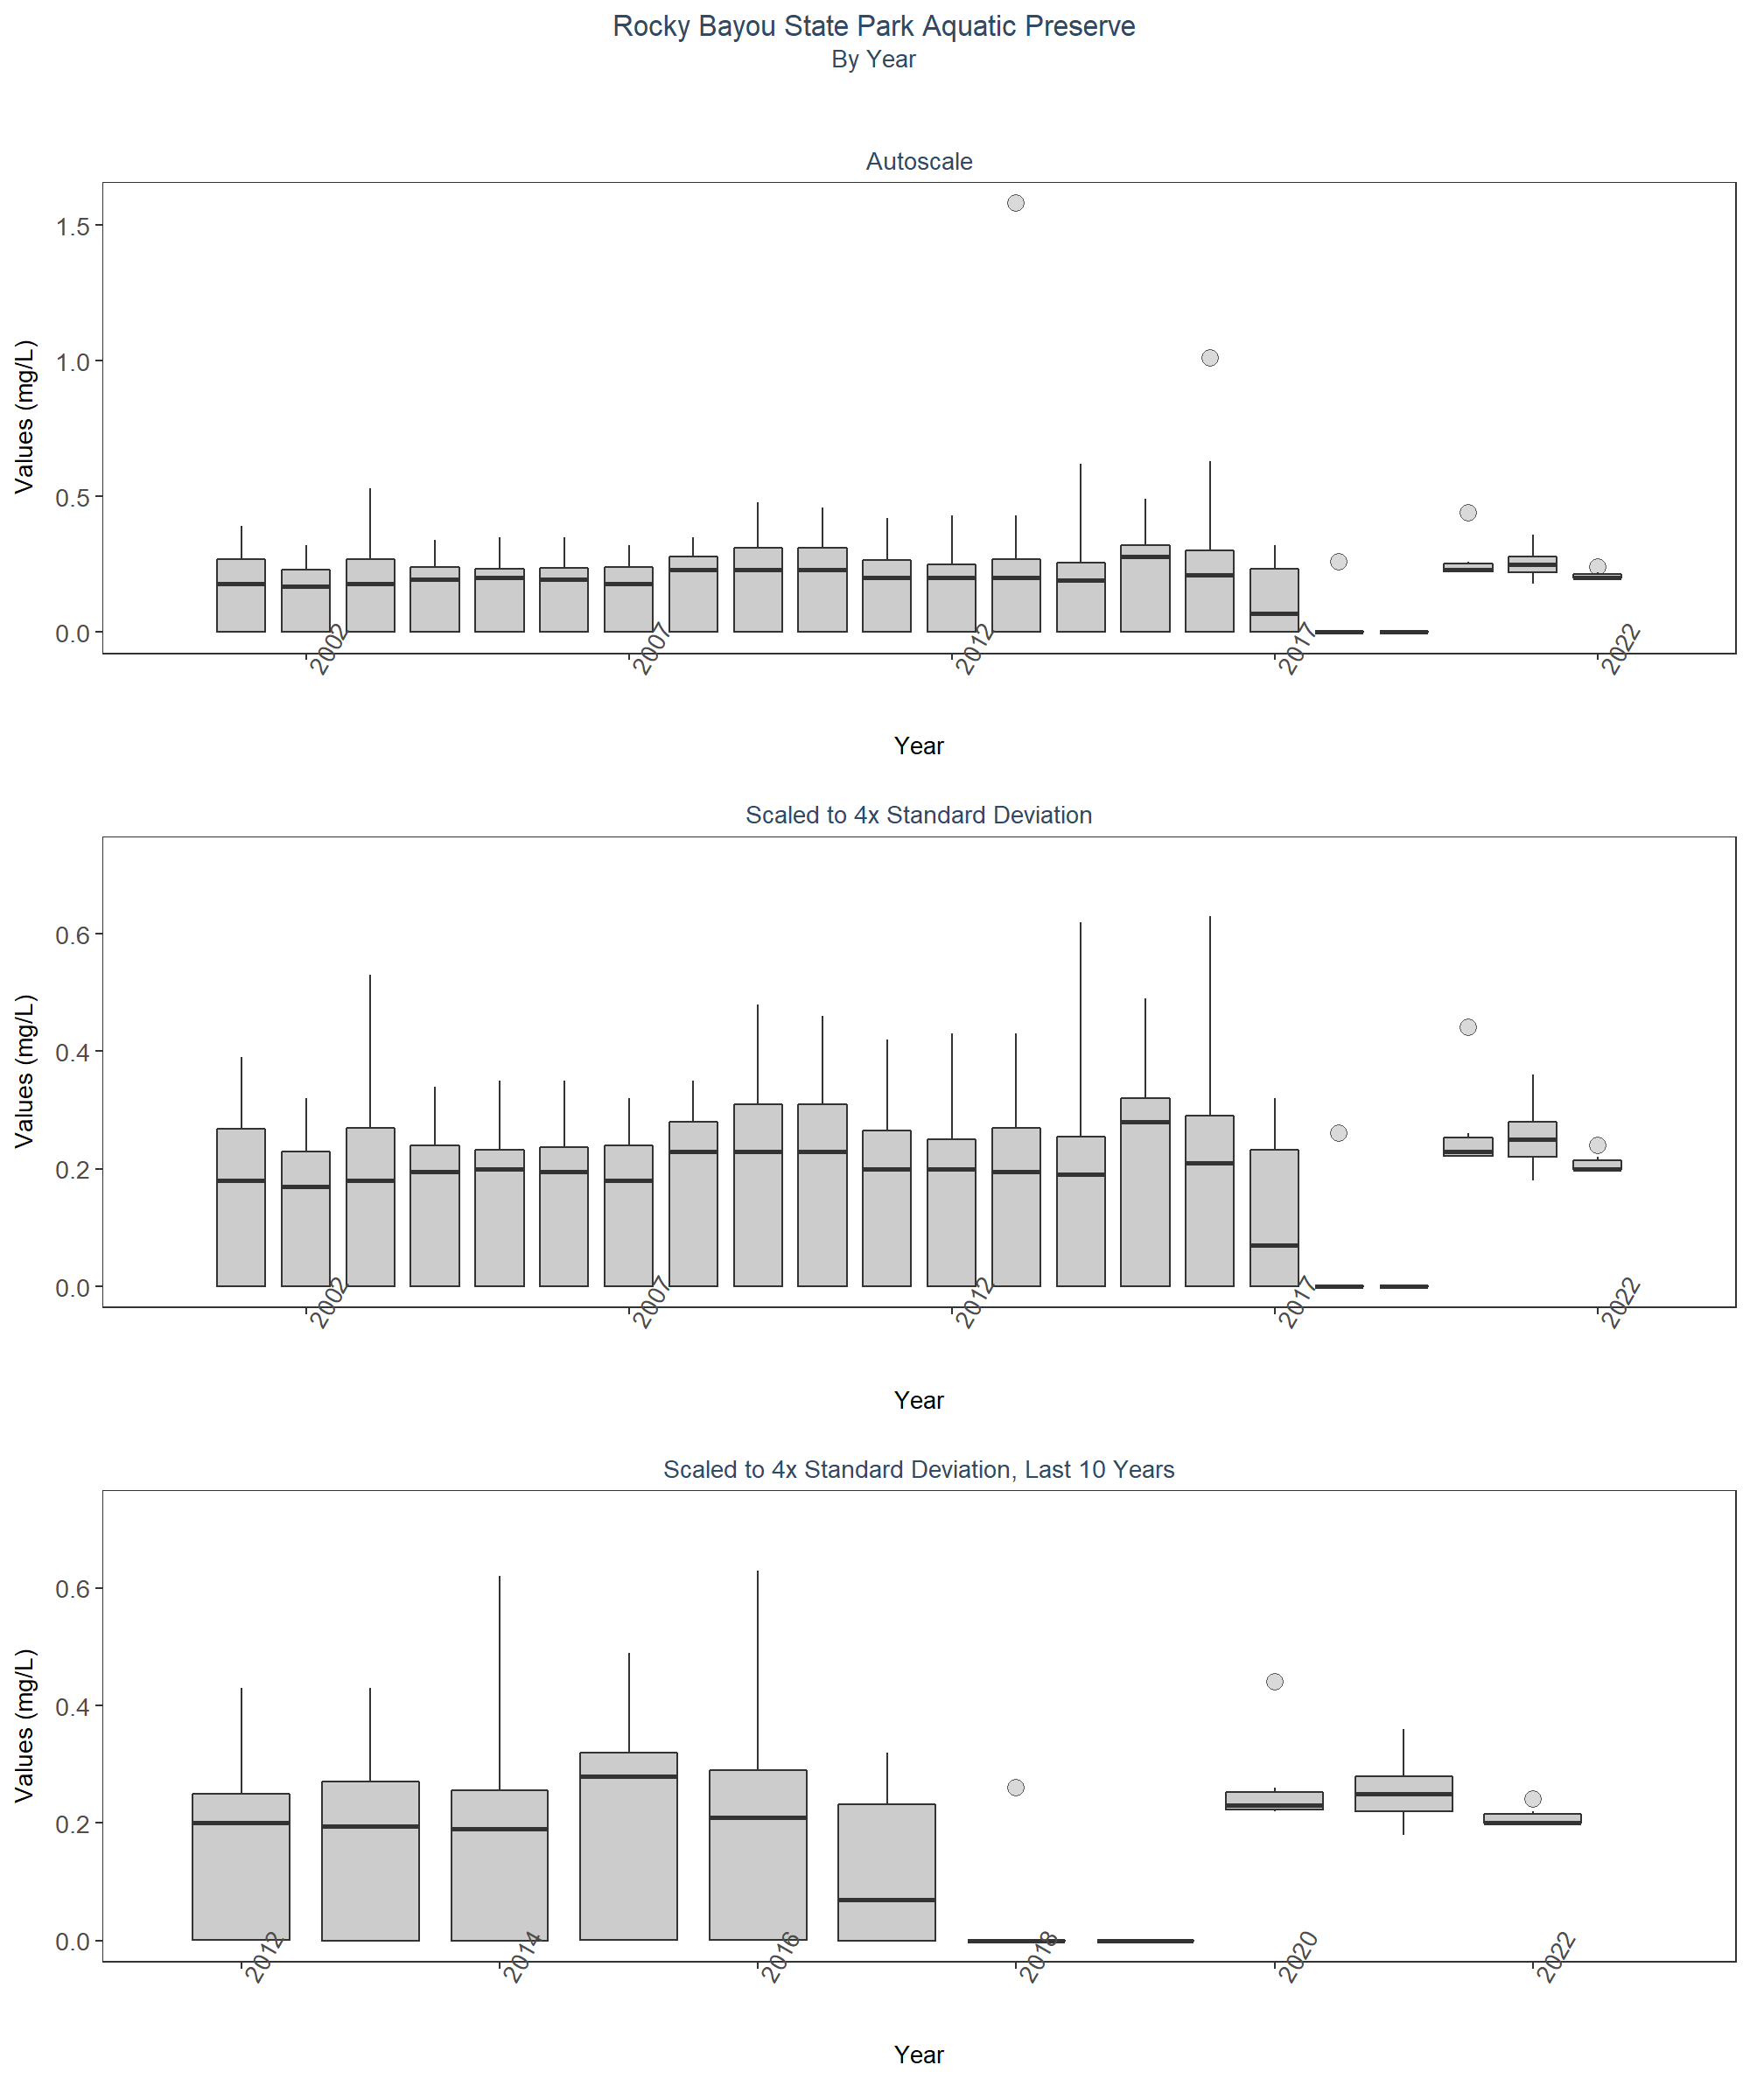 Rocky Bayou State Park Aquatic Preserve
By Year
Autoscale
Values (mg/L)
1.5
1.0
0.5
0.0
2002 2007 2012 2017 2022
Year
Scaled to 4x Standard Deviation
Values (mg/L)
0.6
0.4
0.2
0.0
2002 2007 2012 2017 2022
Year
Scaled to 4x Standard Deviation, Last 10 Years
Values (mg/L)
0.6
0.4
0.2
0.0
2012 2014 2016 2018 2020 2022
Year